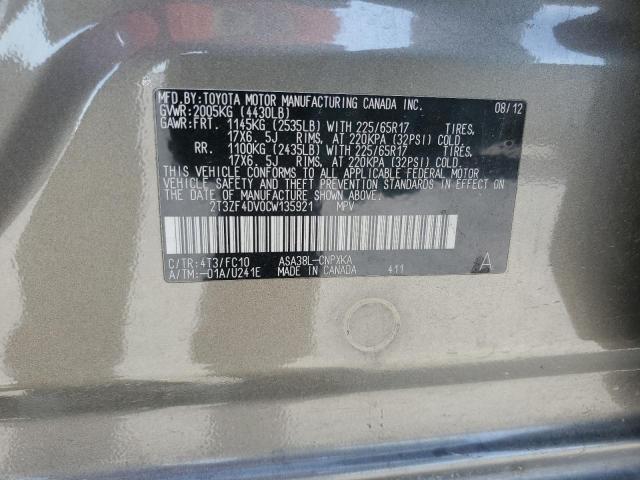 MFD.BY:TOYOTA MOTOR MANUFACTURING CANADA INC. 08/12
GVWR:2005KG (4430LB)
GAWR:FRT. 1145KG (2535LB) WITH 225/65R17 TIRES,
17X6. 5J RIMS, AT 220KPA (32PSI) COLD.
RR. 1100KG (2435LB) WITH 225/65R17 TIRES,
17X6. 5J RIMS, AT 220KPA (32PSI) COLD.
THIS VEHICLE CONFORMS TO ALL APPLICABLE FEDERAL MOTOR
VEHICLE SAFETY AND THEFT PREVENTION STANDARDS IN EFFECT
ON THE DATE OF MANUFACTURE SHOWN ABOVE.
2T3ZF4DV0CW135921 MPV
C/TR:4T3/FC10 ASA38L-CNPXKA A
A/TM:-01A/U241E MADE IN CANADA 411